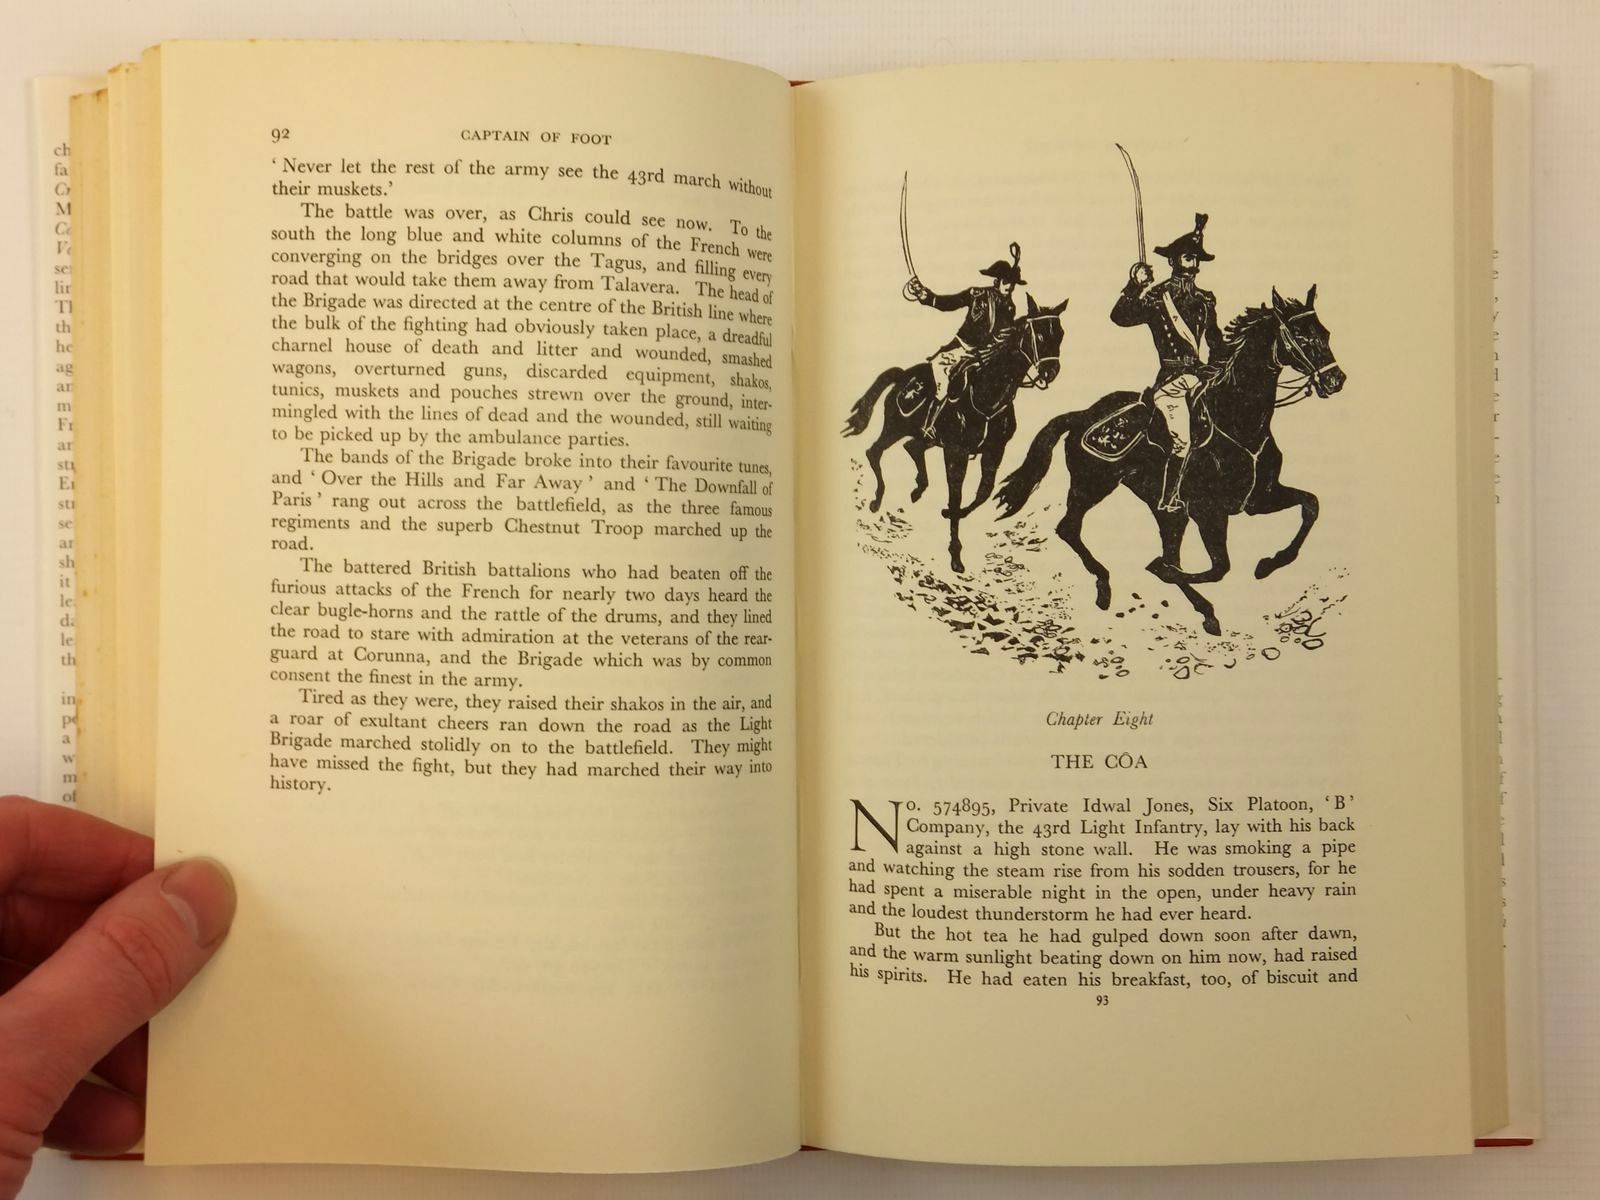 92
CAPTAIN OF FOOT
‘ Never let the rest of the army see the 43rd march without
their muskets.’
The battle was over, as Chris could see now. To the
south the long blue and white columns of the French were
converging on the bridges over the Tagus, and filling every
road that would take them away from Talavera. The head of
the Brigade was directed at the centre of the British line where
the bulk of the fighting had obviously taken place, a dreadful
charnel house of death and litter and wounded, smashed
wagons, overturned guns, discarded equipment, shakos,
tunics, muskets and pouches strewn over the ground, inter-
mingled with the lines of dead and the wounded, still waiting
to be picked up by the ambulance parties.
The bands of the Brigade broke into their favourite tunes,
and ‘ Over the Hills and Far Away ’ and ‘ The Downfall of
Paris ’ rang out across the battlefield, as the three famous
regiments and the superb Chestnut Troop marched up the
road.
The battered British battalions who had beaten off the
furious attacks of the French for nearly two days heard the
clear bugle-horns and the rattle of the drums, and they lined
the road to stare with admiration at the veterans of the rear-
guard at Corunna, and the Brigade which was by common
consent the finest in the army.
Tired as they were, they raised their shakos in the air, and
a roar of exultant cheers ran down the road as the Light
Brigade marched stolidly on to the battlefield. They might
have missed the fight, but they had marched their way into
history.
Chapter Eight
THE CÔA
No. 574895, Private Idwal Jones, Six Platoon, ‘ B ’
Company, the 43rd Light Infantry, lay with his back
against a high stone wall. He was smoking a pipe
and watching the steam rise from his sodden trousers, for he
had spent a miserable night in the open, under heavy rain
and the loudest thunderstorm he had ever heard.
But the hot tea he had gulped down soon after dawn,
and the warm sunlight beating down on him now, had raised
his spirits. He had eaten his breakfast, too, of biscuit and
93